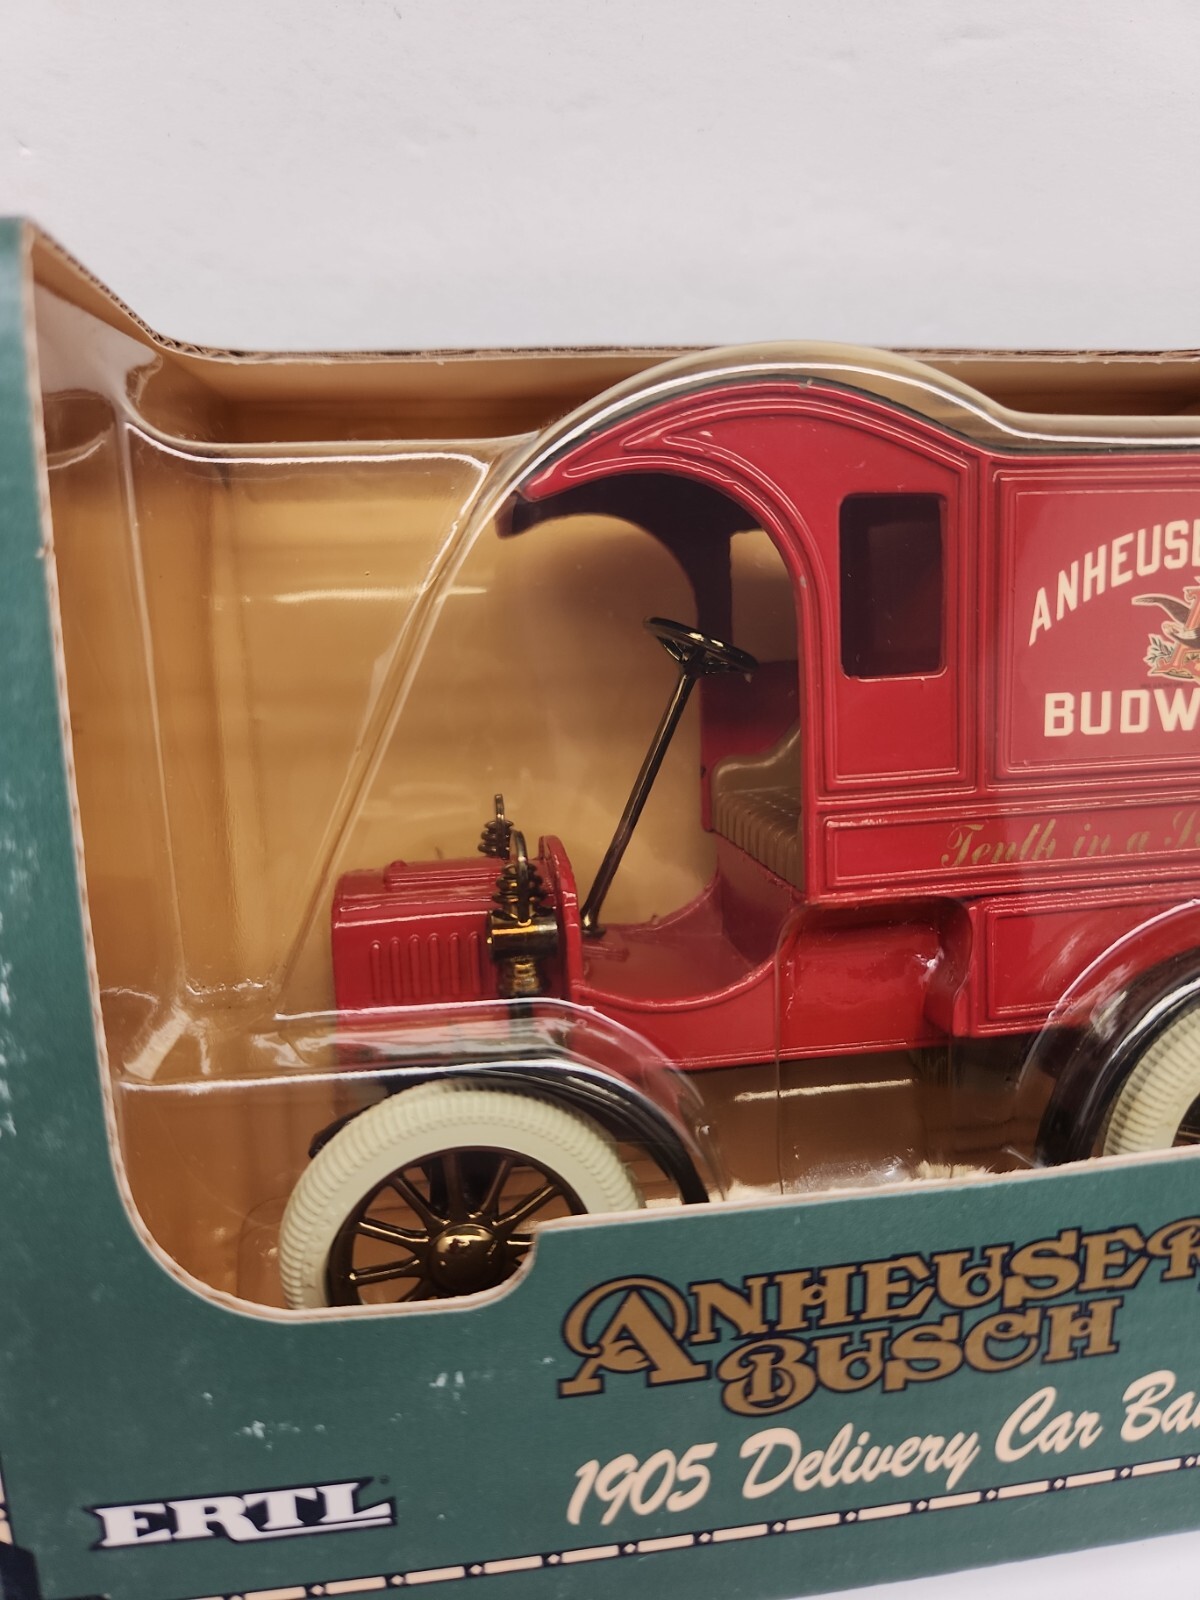 ANHEUSE
BUDW
Tenth in a S
ANHEUSER
BUSCH
1905 Delivery Car Ba
ERTL